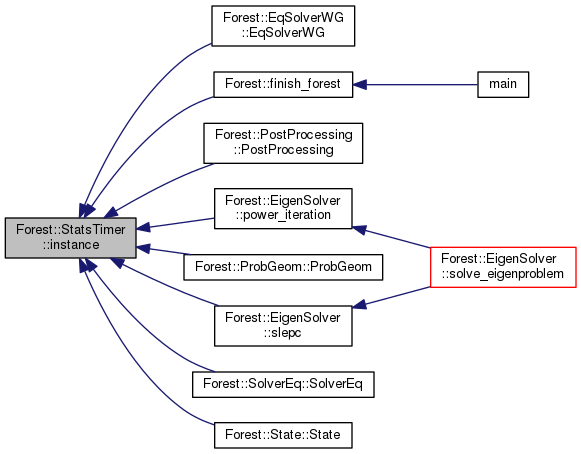 Forest::EqSolverWG
::EqSolverWG
Forest::finish_forest
main
Forest::PostProcessing
::PostProcessing
Forest::EigenSolver
::power_iteration
Forest::StatsTimer
::instance
Forest::EigenSolver
::solve_eigenproblem
Forest::ProbGeom::ProbGeom
Forest::EigenSolver
::slepc
Forest::SolverEq::SolverEq
Forest::State::State